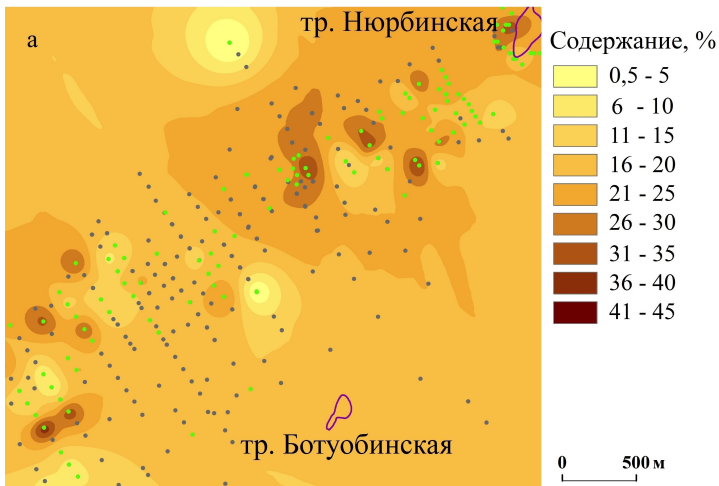 тр. Нюрбинская
а
Содержание, %
0,5 - 5
6 - 10
11 - 15
16 - 20
21 - 25
26 - 30
31 - 35
36 - 40
41 - 45
тр. Ботуобинская
0 500 м